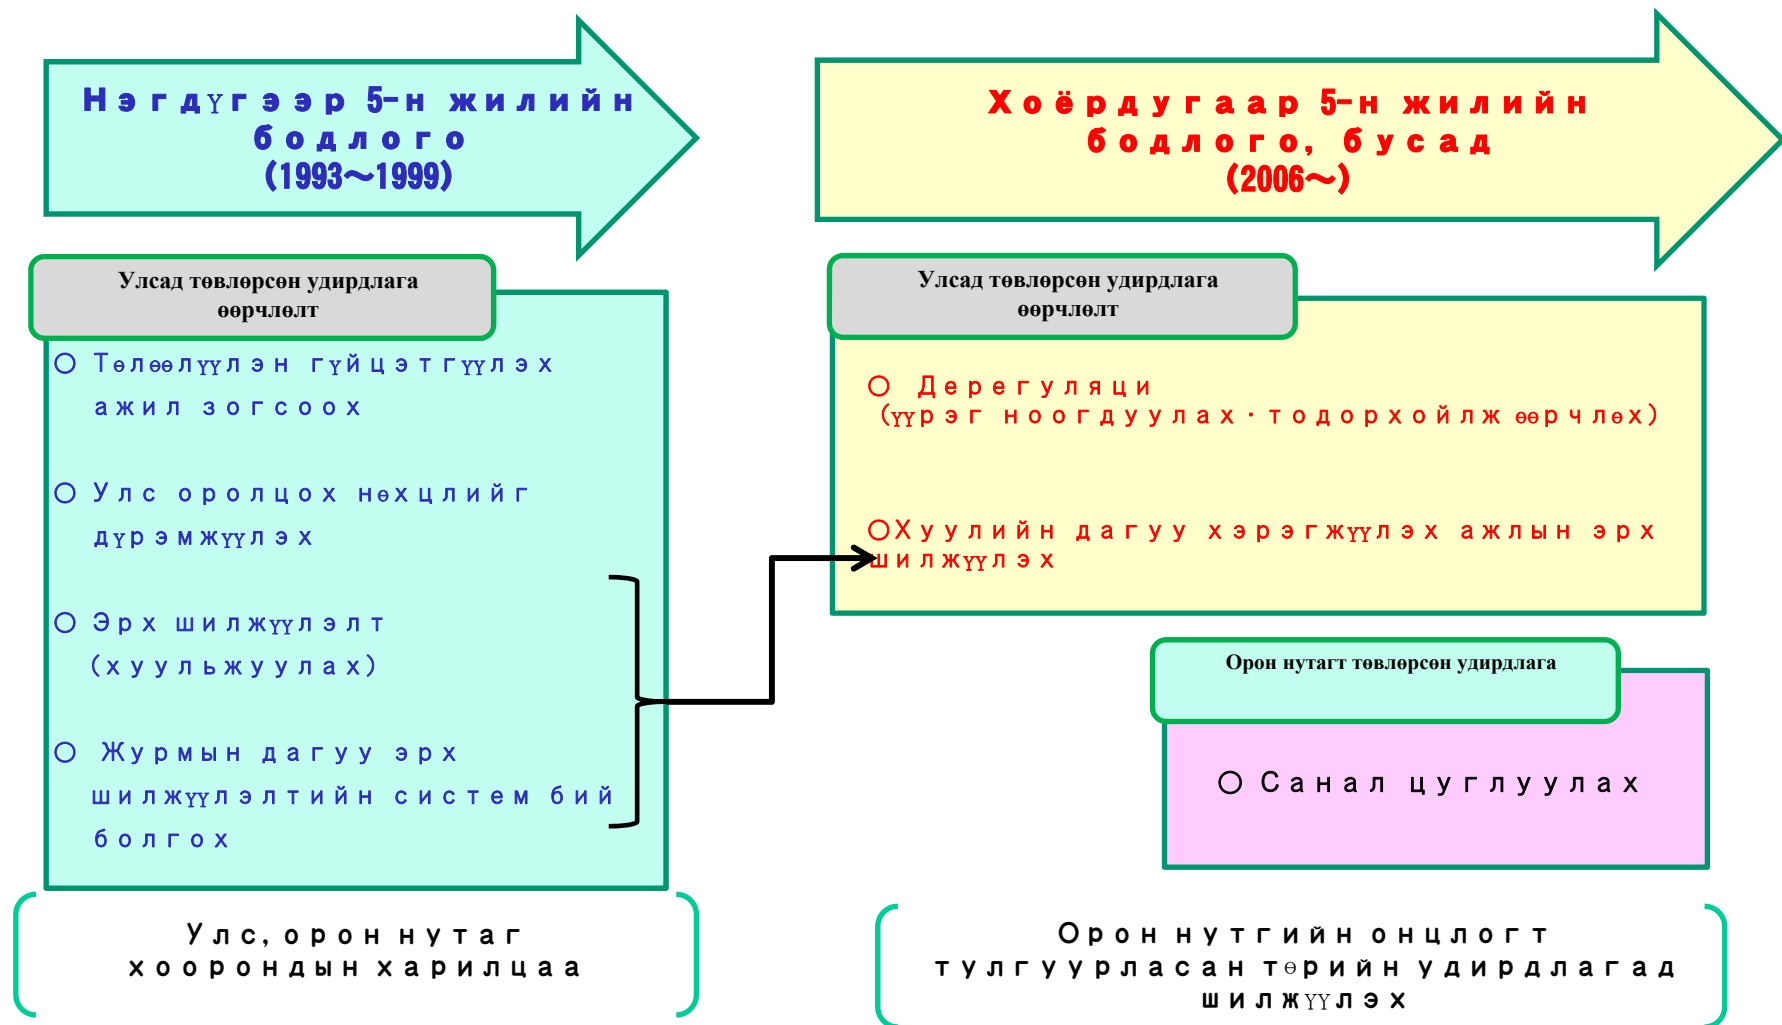 Нэгдүгээр 5-н жилийн
бодлого
(1993～1999)
Улсад төвлөрсөн удирдлага
өөрчлөлт
○ Төлөөлүүлэн гүйцэтгүүлэх
ажил зогсоох
○ Улс оролцох нөхцлийг
дүрэмжүүлэх
○ Эрх шилжүүлэлт
(хуульжуулах)
○ Журмын дагуу эрх
шилжүүлэлтийн систем бий
болгох
Улс, орон нутаг
хоорондын харилцаа
Хоёрдугаар 5-н жилийн
бодлого, бусад
(2006～)
Улсад төвлөрсөн удирдлага
өөрчлөлт
○ Дерегуляци
(үүрэг ноогдуулах・тодорхойлж өөрчлөх)
○Хуулийн дагуу хэрэгжүүлэх ажлын эрх
шилжүүлэх
Орон нутагт төвлөрсөн удирдлага
○ Санал цуглуулах
Орон нутгийн онцлогт
тулгуурласан төрийн удирдлагад
шилжүүлэх